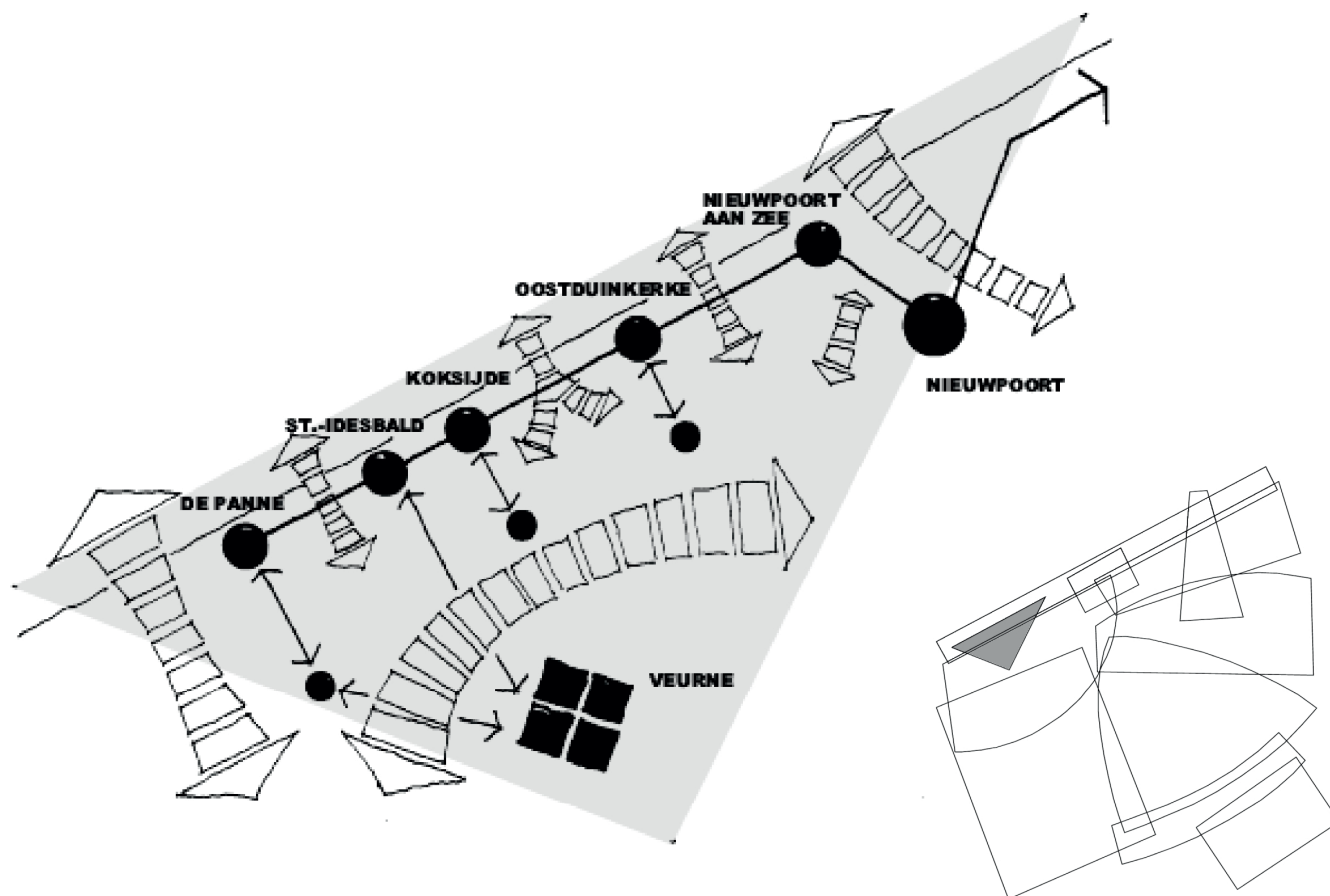 NIEUWPOORT
AAN ZEE
OOSTDUINKERKE
KOKSIJDE
NIEUWPOORT
ST.-IDESBALD
DE PANNE
VEURNE